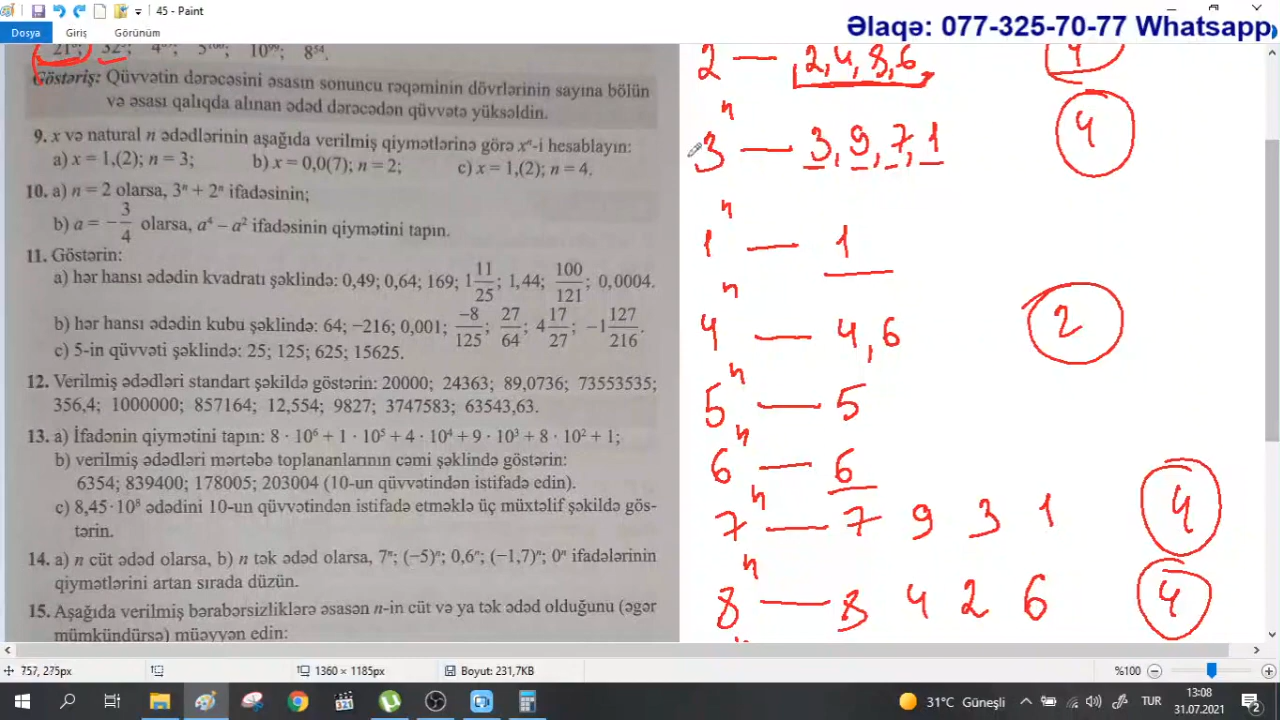 45 - Paint
Əlaqə: 077-325-70-77 Whatsapp
Dosya Giriş Görünüm
10⁹⁹; 8⁵⁴.
Göstəriş: Qüvvətin dərəcəsini əsasın sonuncu rəqəminin dövrlərinin sayına bölün
və əsası qalıqda alınan ədəd dərəcədən qüvvətə yüksəldin.
9. x və natural n ədədlərinin aşağıda verilmiş qiymətlərinə görə xⁿ-i hesablayın:
a) x = 1,(2); n = 3; b) x = 0,0(7); n = 2; c) x = 1,(2); n = 4.
10. a) n = 2 olarsa, 3ⁿ + 2ⁿ ifadəsinin;
b) a = −3/4 olarsa, a⁴ − a² ifadəsinin qiymətini tapın.
11. Göstərin:
a) hər hansı ədədin kvadratı şəklində: 0,49; 0,64; 169; 1 11/25; 1,44; 100/121; 0,0004.
b) hər hansı ədədin kubu şəklində: 64; −216; 0,001; −8/125; 27/64; 4 17/27; −1 127/216.
c) 5-in qüvvəti şəklində: 25; 125; 625; 15625.
12. Verilmiş ədədləri standart şəkildə göstərin: 20000; 24363; 89,0736; 73553535;
356,4; 1000000; 857164; 12,554; 9827; 3747583; 63543,63.
13. a) İfadənin qiymətini tapın: 8 · 10⁶ + 1 · 10⁵ + 4 · 10⁴ + 9 · 10³ + 8 · 10² + 1;
b) verilmiş ədədləri mərtəbə toplananlarının cəmi şəklində göstərin:
6354; 839400; 178005; 203004 (10-un qüvvətindən istifadə edin).
c) 8,45 · 10⁸ ədədini 10-un qüvvətindən istifadə etməklə üç müxtəlif şəkildə gös-
tərin.
14. a) n cüt ədəd olarsa, b) n tək ədəd olarsa, 7ⁿ; (−5)ⁿ; 0,6ⁿ; (−1,7)ⁿ; 0ⁿ ifadələrinin
qiymətlərini artan sırada düzün.
15. Aşağıda verilmiş bərabərsizliklərə əsasən n-in cüt və ya tək ədəd olduğunu (əgər
mümkündürsə) müəyyən edin:
2 — 2, 4, 8, 6 4
3ⁿ — 3, 9, 7, 1 4
1ⁿ — 1
4ⁿ — 4, 6 2
5ⁿ — 5
6ⁿ — 6
7ⁿ — 7 9 3 1 4
8ⁿ — 8 4 2 6 4
757, 275px 1360 × 1185px Boyut: 231,7KB %100
31°C Güneşli TUR 13:08
31.07.2021 2